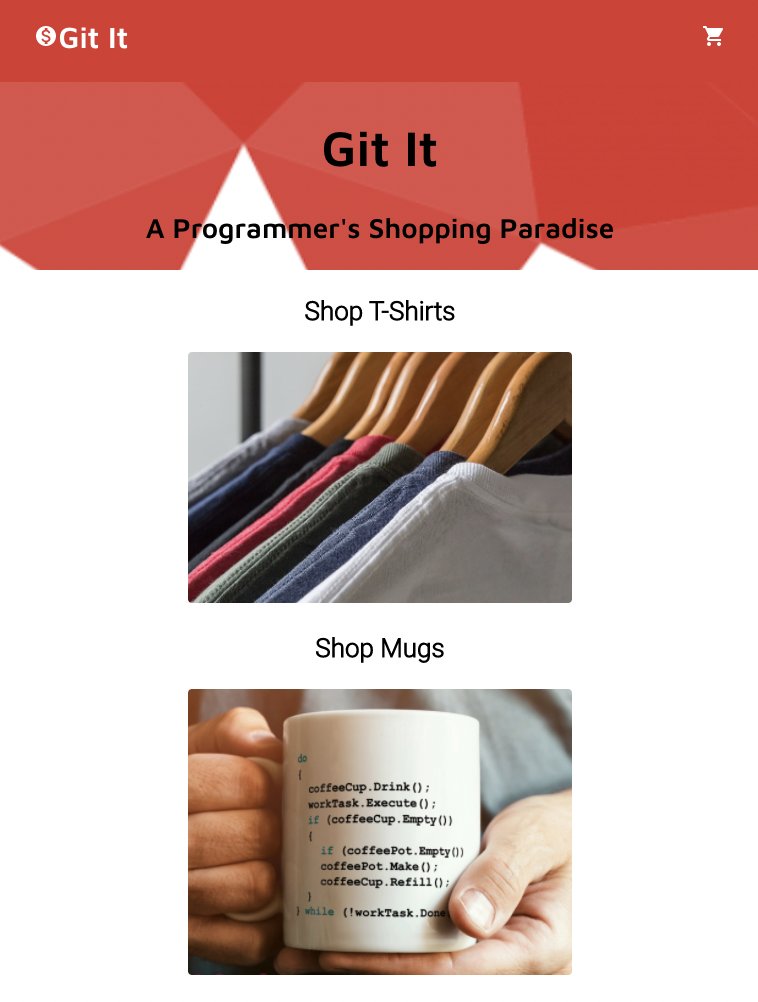 Git It
Git It
A Programmer's Shopping Paradise
Shop T-Shirts
Shop Mugs
do
{
coffeeCup.Drink();
workTask.Execute();
if (coffeeCup.Empty())
{
if (coffeePot.Empty())
coffeePot.Make();
coffeeCup.Refill();
}
} while (!workTask.Done